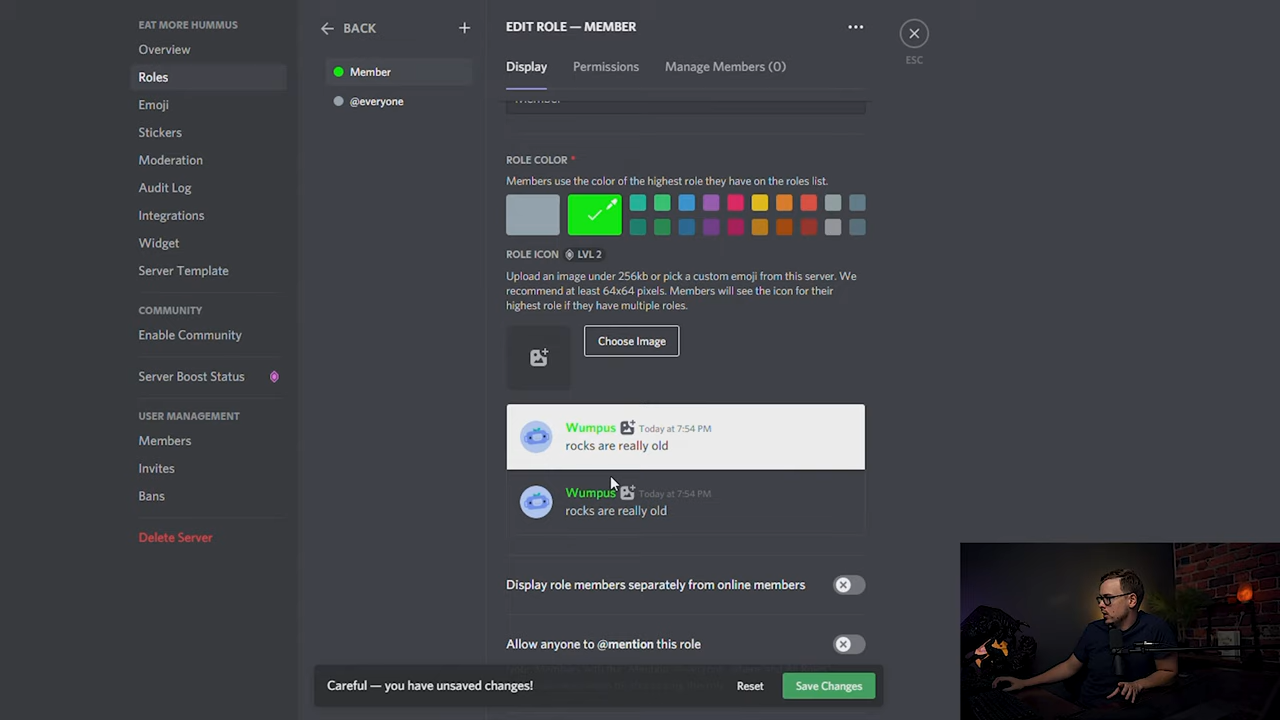 EAT MORE HUMMUS
Overview
Roles
Emoji
Stickers
Moderation
Audit Log
Integrations
Widget
Server Template
COMMUNITY
Enable Community
Server Boost Status
USER MANAGEMENT
Members
Invites
Bans
Delete Server
BACK
Member
@everyone
EDIT ROLE — MEMBER
ESC
Display Permissions Manage Members (0)
Member
ROLE COLOR *
Members use the color of the highest role they have on the roles list.
ROLE ICON LVL 2
Upload an image under 256kb or pick a custom emoji from this server. We
recommend at least 64x64 pixels. Members will see the icon for their
highest role if they have multiple roles.
Choose Image
Wumpus Today at 7:54 PM
rocks are really old
Wumpus Today at 7:54 PM
rocks are really old
Display role members separately from online members
Allow anyone to @mention this role
Careful — you have unsaved changes!
Reset
Save Changes